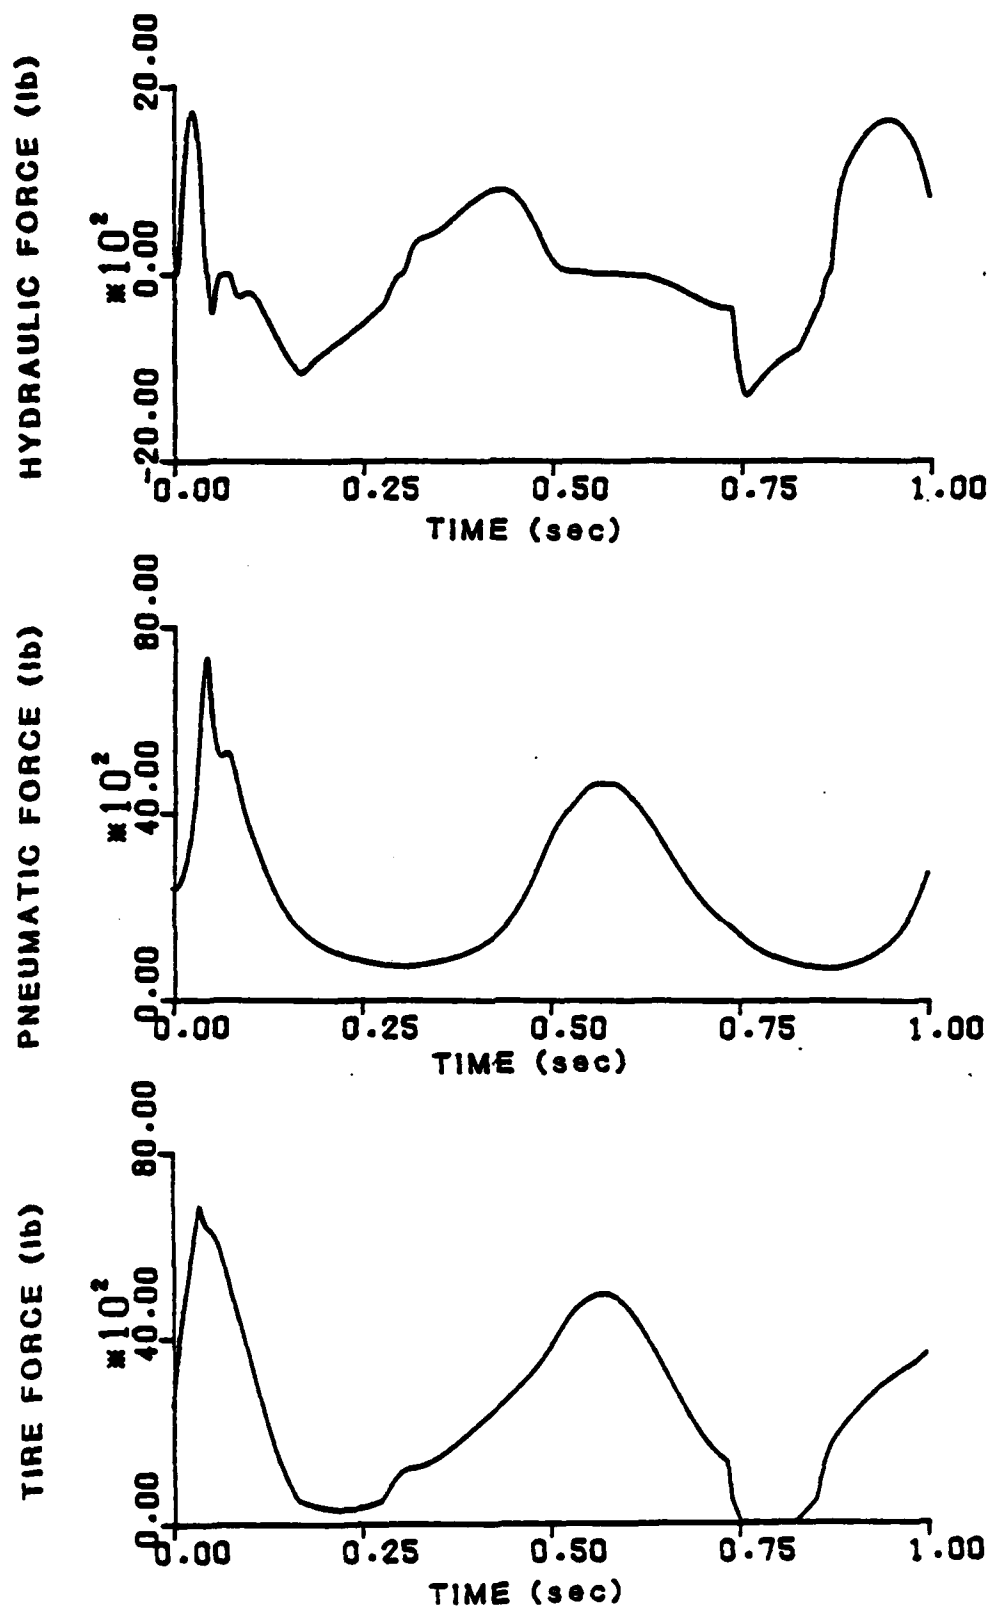 HYDRAULIC FORCE (lb)
×10²
20.00
0.00
-20.00
0.00 0.25 0.50 0.75 1.00
TIME (sec)
PNEUMATIC FORCE (lb)
×10²
80.00
40.00
0.00
0.00 0.25 0.50 0.75 1.00
TIME (sec)
TIRE FORCE (lb)
×10²
80.00
40.00
0.00
0.00 0.25 0.50 0.75 1.00
TIME (sec)